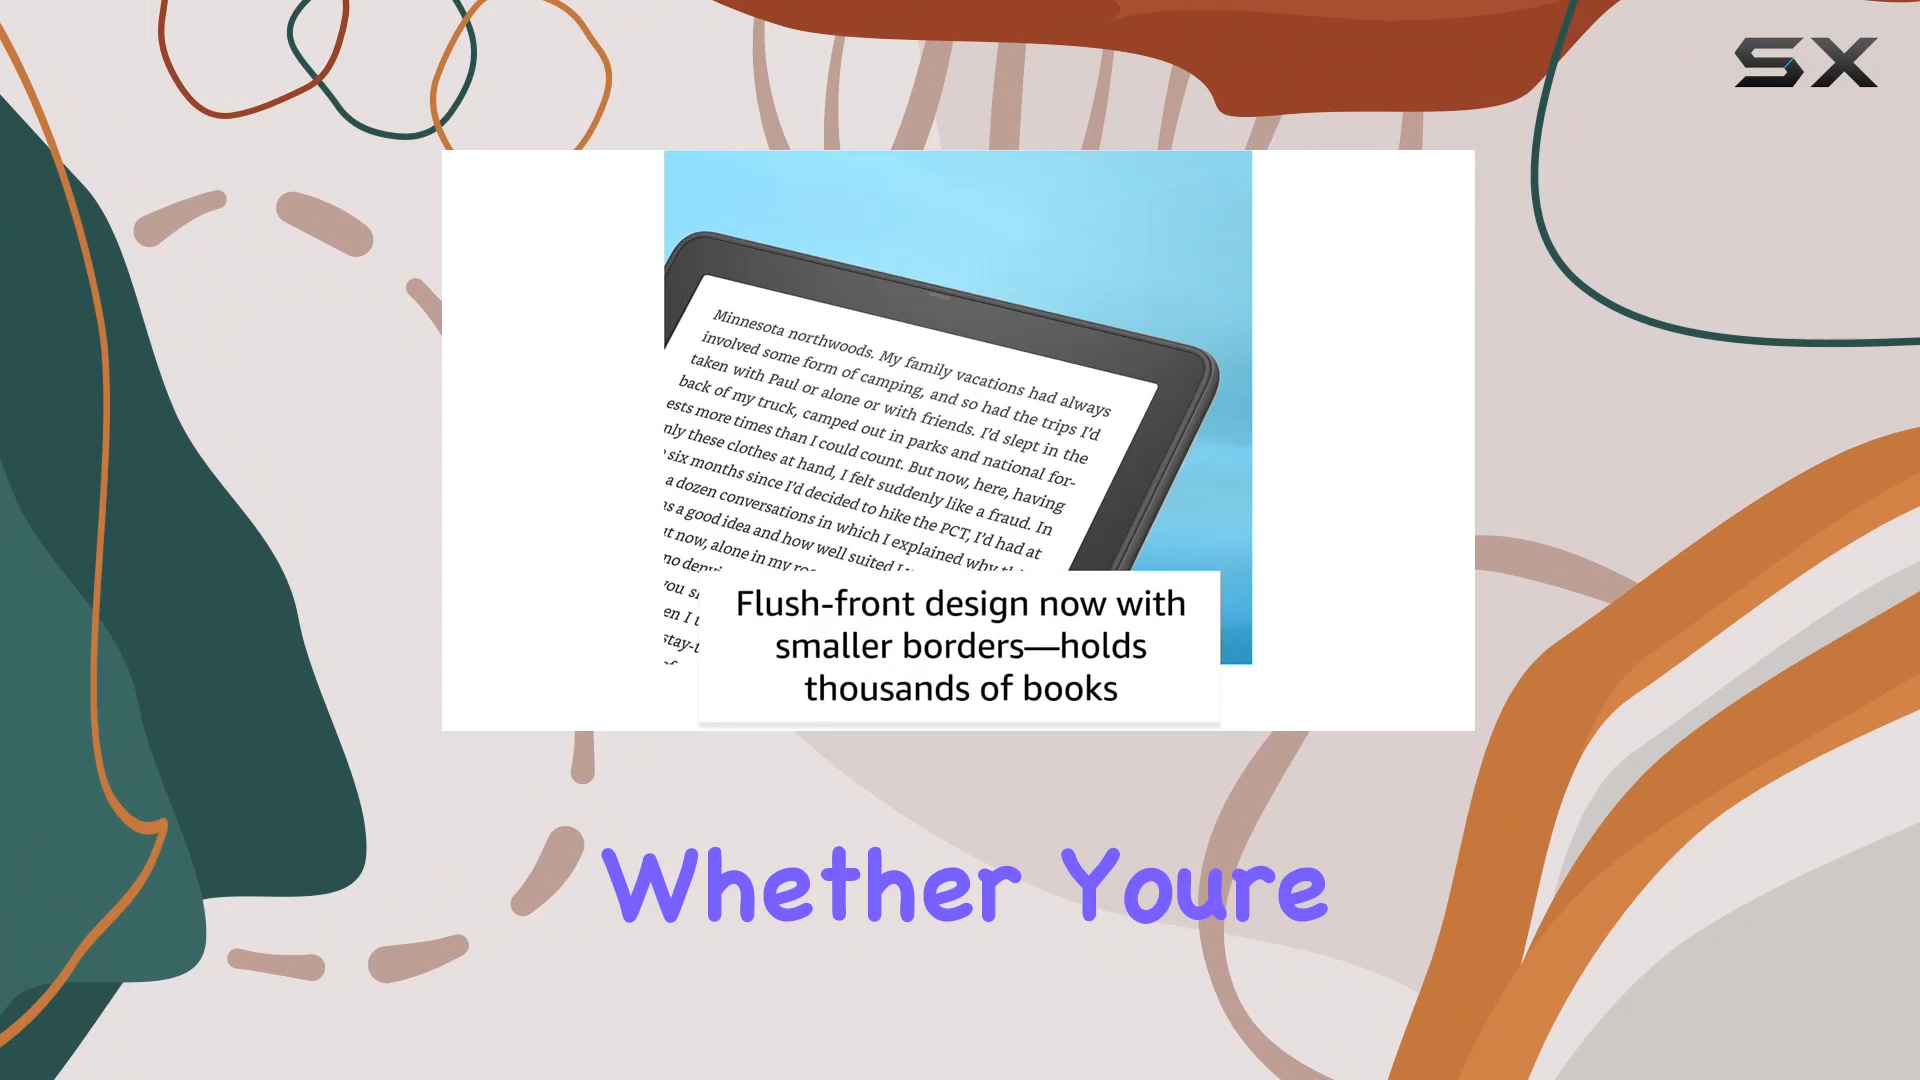 SX
Minnesota northwoods. My family vacations had always
involved some form of camping, and so had the trips I'd
taken with Paul or alone or with friends. I'd slept in the
back of my truck, camped out in parks and national for-
ests more times than I could count. But now, here, having
these clothes at hand, I felt suddenly like a fraud. In
six months since I'd decided to hike the PCT, I'd had at
a dozen conversations in which I explained why
a good idea and how well suited I
now, alone in my
no
you
en I
stay-
of
Flush-front design now with
smaller borders—holds
thousands of books
Whether Youre